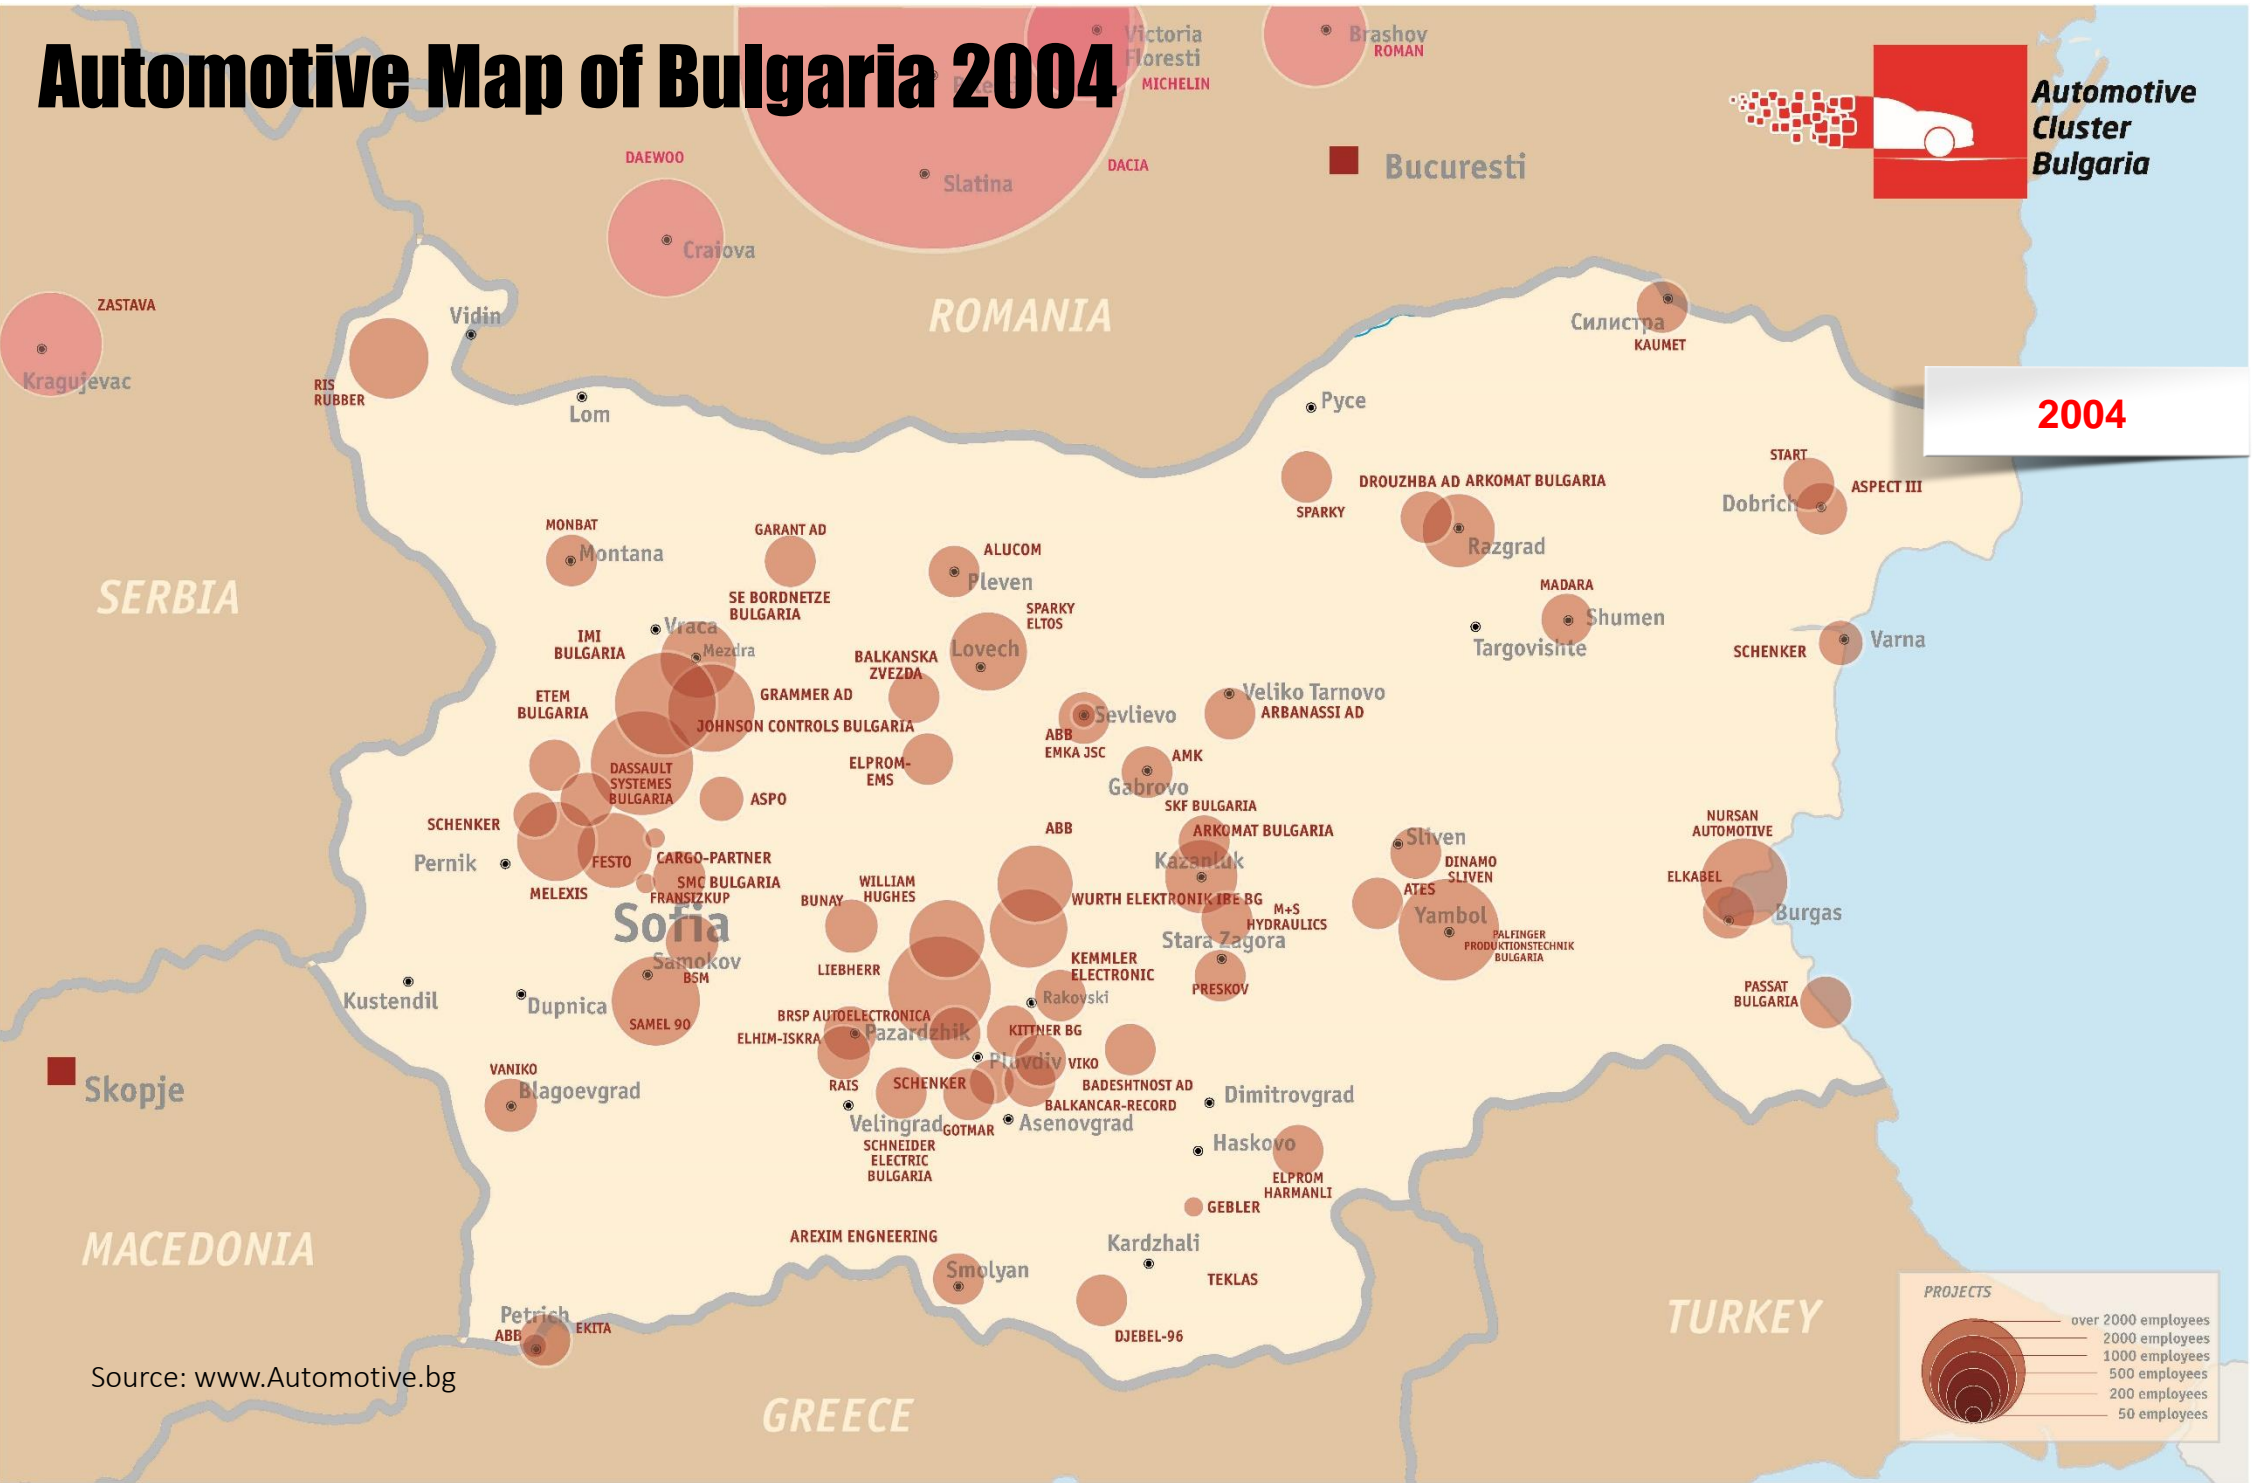 Automotive Map of Bulgaria 2004
Victoria
Floresti
MICHELIN
Brashov
ROMAN
Automotive
Cluster
Bulgaria
DAEWOO
DACIA
Bucuresti
Slatina
Craiova
ROMANIA
ZASTAVA
Kragujevac
Vidin
RIS
RUBBER
Lom
Силистра
KAUMET
Русе
2004
SPARKY
DROUZHBA AD
ARKOMAT BULGARIA
Razgrad
START
ASPECT III
Dobrich
MONBAT
Montana
GARANT AD
ALUCOM
Pleven
SERBIA
SE BORDNETZE
BULGARIA
SPARKY
ELTOS
MADARA
Shumen
Targovishte
SCHENKER
Varna
Vraca
Mezdra
IMI
BULGARIA
BALKANSKA
ZVEZDA
Lovech
ETEM
BULGARIA
GRAMMER AD
JOHNSON CONTROLS BULGARIA
Veliko Tarnovo
ARBANASSI AD
Sevlievo
ABB
EMKA JSC
AMK
Gabrovo
ELPROM-
EMS
DASSAULT
SYSTEMES
BULGARIA
ASPO
SCHENKER
Pernik
SKF BULGARIA
ARKOMAT BULGARIA
Kazanluk
ABB
Sliven
DINAMO
SLIVEN
NURSAN
AUTOMOTIVE
ELKABEL
Burgas
FESTO
CARGO-PARTNER
SMC BULGARIA
FRANSIZKUP
MELEXIS
Sofia
BUNAY
WILLIAM
HUGHES
WURTH ELEKTRONIK IBE BG
M+S
HYDRAULICS
ATES
Yambol
PALFINGER
PRODUKTIONSTECHNIK
BULGARIA
Stara Zagora
PRESKOV
Samokov
BSM
LIEBHERR
KEMMLER
ELECTRONIC
Rakovski
Kustendil
Dupnica
SAMEL 90
BRSP AUTOELECTRONICA
ELHIM-ISKRA
Pazardzhik
KITTNER BG
PASSAT
BULGARIA
Plovdiv
VIKO
Skopje
VANIKO
Blagoevgrad
RAIS
SCHENKER
BADESHTNOST AD
BALKANCAR-RECORD
Dimitrovgrad
Velingrad
GOTMAR
Asenovgrad
SCHNEIDER
ELECTRIC
BULGARIA
Haskovo
ELPROM
HARMANLI
GEBLER
MACEDONIA
AREXIM ENGNEERING
Kardzhali
Smolyan
TEKLAS
DJEBEL-96
Petrich
ABB
EKITA
TURKEY
Source: www.Automotive.bg
GREECE
PROJECTS
over 2000 employees
2000 employees
1000 employees
500 employees
200 employees
50 employees